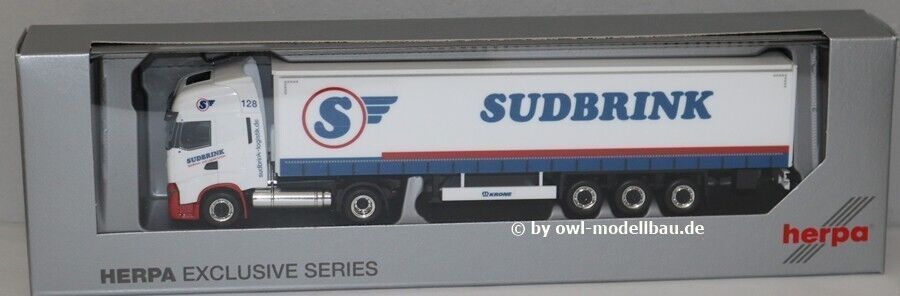 S
128
SUDBRINK
sudbrink-logistik.de
S
SUDBRINK
KRONE
© by owl-modellbau.de
herpa
HERPA EXCLUSIVE SERIES